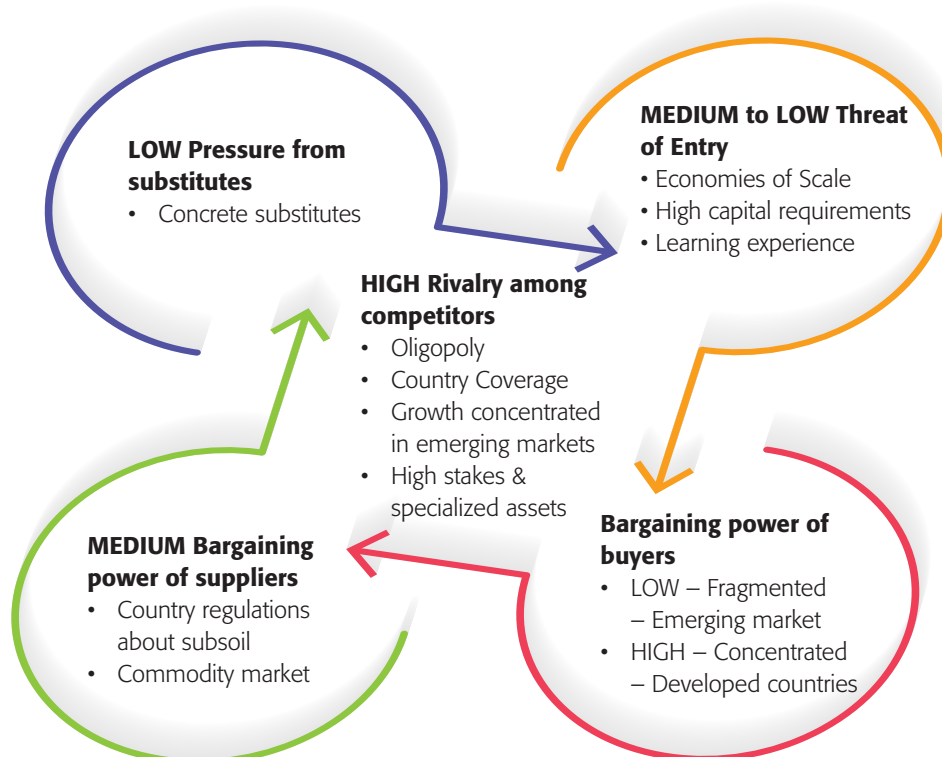 LOW Pressure from
substitutes
• Concrete substitutes
MEDIUM to LOW Threat
of Entry
• Economies of Scale
• High capital requirements
• Learning experience
HIGH Rivalry among
competitors
• Oligopoly
• Country Coverage
• Growth concentrated
in emerging markets
• High stakes &
specialized assets
MEDIUM Bargaining
power of suppliers
• Country regulations
about subsoil
• Commodity market
Bargaining power of
buyers
• LOW – Fragmented
– Emerging market
• HIGH – Concentrated
– Developed countries